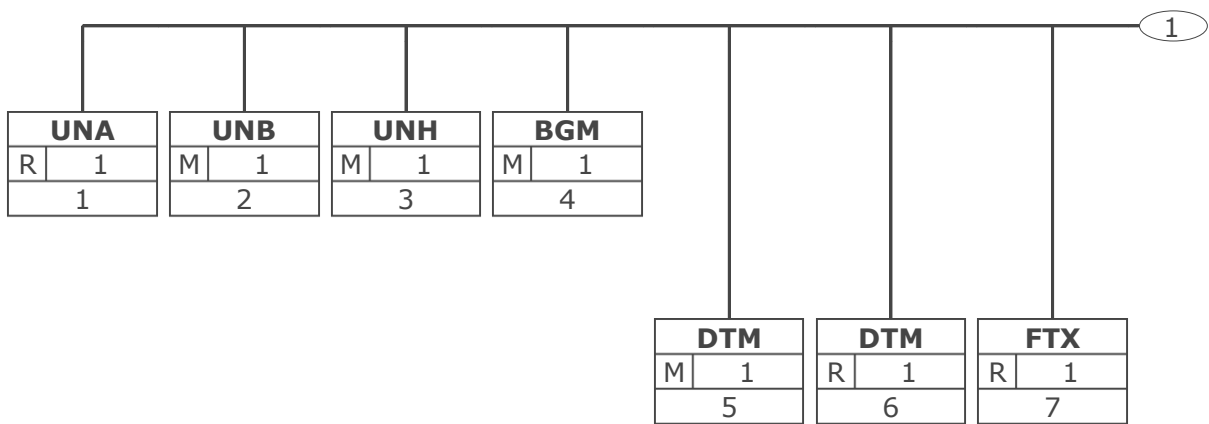 1
UNA UNB UNH BGM
R 1 M 1 M 1 M 1
1 2 3 4
DTM DTM FTX
M 1 R 1 R 1
5 6 7